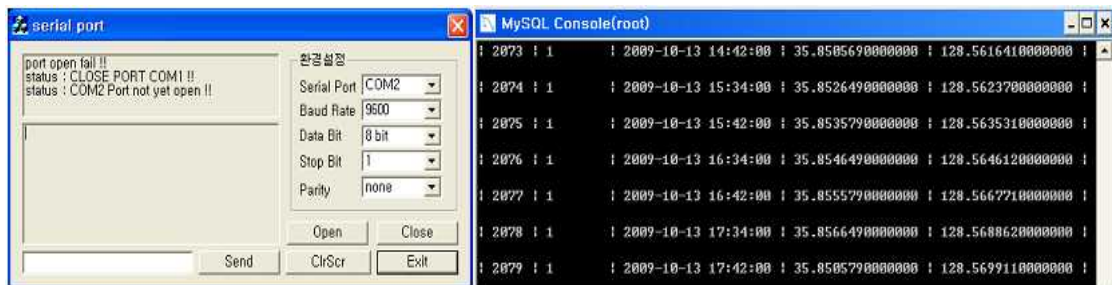 serial port
port open fail !!
status : CLOSE PORT COM1 !!
status : COM2 Port not yet open !!
환경설정
Serial Port COM2
Baud Rate 9600
Data Bit 8 bit
Stop Bit 1
Parity none
Open Close
Send ClrScr Exit
MySQL Console(root)
| 2073 | 1 | 2009-10-13 14:42:00 | 35.8505690000000 | 128.5616410000000 |
| 2074 | 1 | 2009-10-13 15:34:00 | 35.8526490000000 | 128.5623700000000 |
| 2075 | 1 | 2009-10-13 15:42:00 | 35.8535790000000 | 128.5635310000000 |
| 2076 | 1 | 2009-10-13 16:34:00 | 35.8546490000000 | 128.5646120000000 |
| 2077 | 1 | 2009-10-13 16:42:00 | 35.8555790000000 | 128.5667710000000 |
| 2078 | 1 | 2009-10-13 17:34:00 | 35.8566490000000 | 128.5688620000000 |
| 2079 | 1 | 2009-10-13 17:42:00 | 35.8505790000000 | 128.5699110000000 |